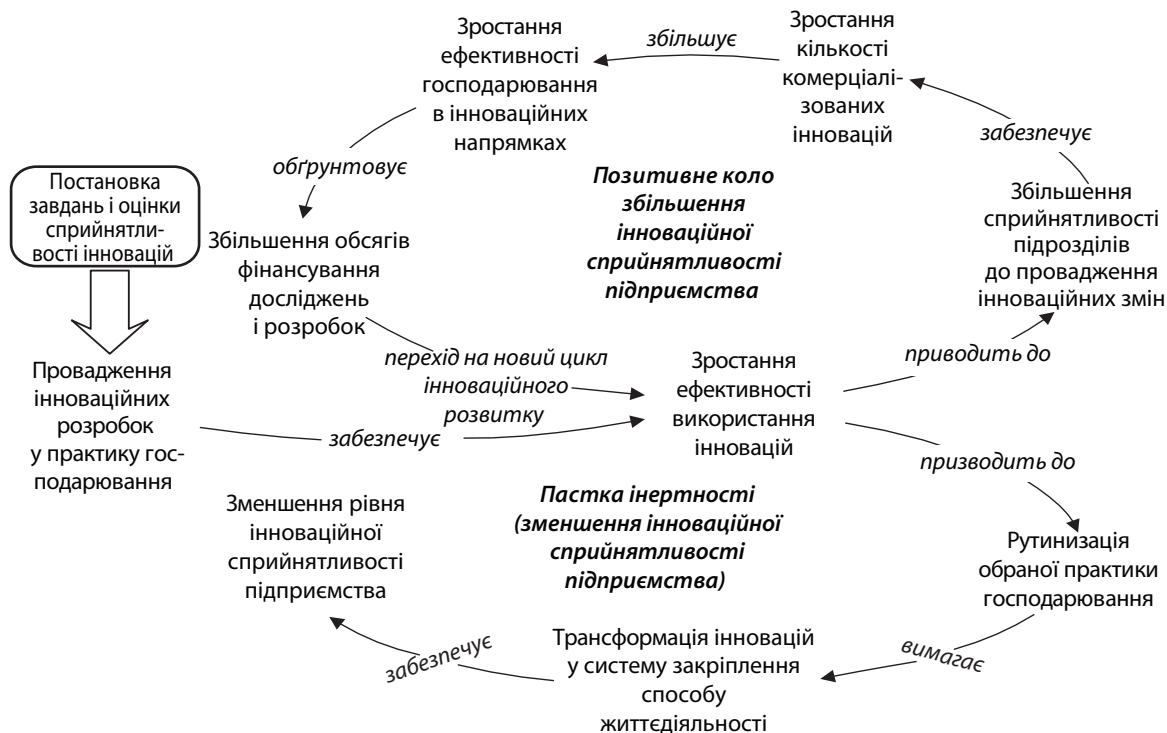 Зростання
ефективності
господарювання
в інноваційних
напрямках
збільшує
Зростання
кількості
комерціалі-
зованих
інновацій
забезпечує
обґрунтовує
Постановка
завдань і оцінки
сприйнятли-
вості інновацій
Позитивне коло
збільшення
інноваційної
сприйнятливості
підприємства
Збільшення
сприйнятливості
підрозділів
до провадження
інноваційних змін
Збільшення обсягів
фінансування
досліджень
і розробок
Провадження
інноваційних
розробок
у практику гос-
подарювання
перехід на новий цикл
інноваційного
розвитку
забезпечує
Зростання
ефективності
використання
інновацій
приводить до
призводить до
Зменшення рівня
інноваційної
сприйнятливості
підприємства
Пастка інертності
(зменшення інноваційної
сприйнятливості
підприємства)
Рутинизація
обраної практики
господарювання
забезпечує
Трансформація інновацій
у систему закріплення
способу
життєдіяльності
вимагає